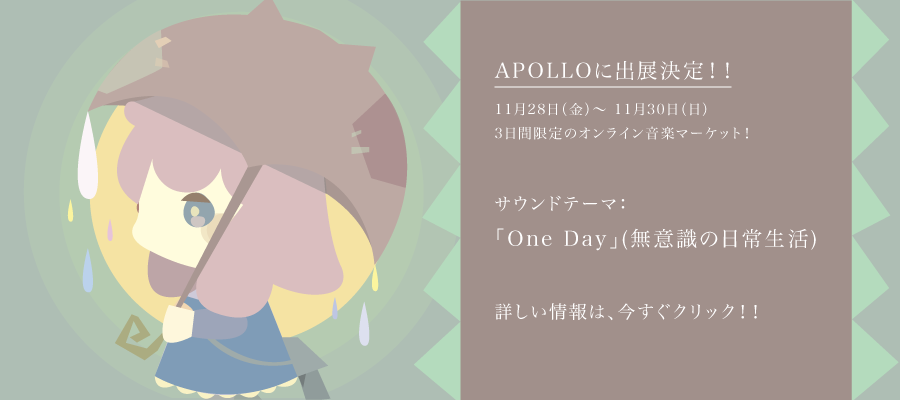 APOLLOに出展決定！！
11月28日（金）～ 11月30日（日）
3日間限定のオンライン音楽マーケット！
サウンドテーマ：
「One Day」(無意識の日常生活)
詳しい情報は、今すぐクリック！！